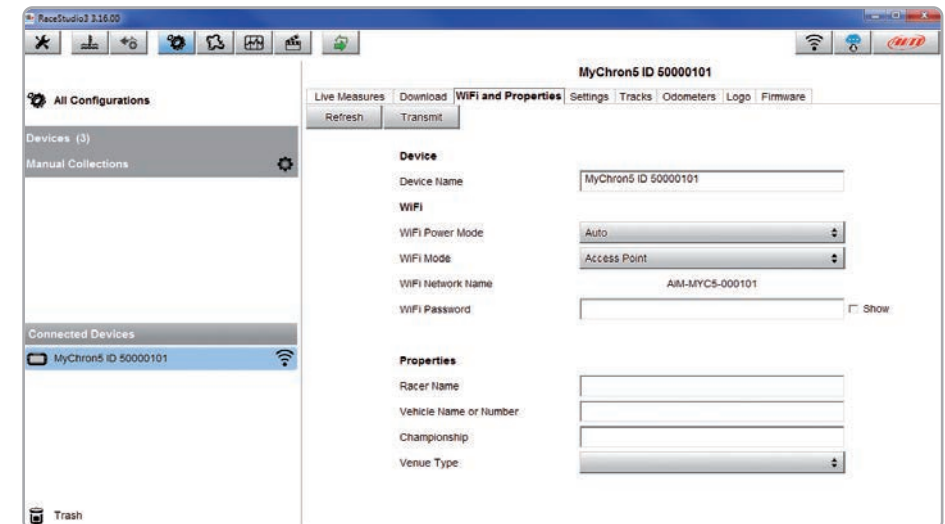 RaceStudio3 3.16.00
AiM
MyChron5 ID 50000101
All Configurations
Live Measures Download WiFi and Properties Settings Tracks Odometers Logo Firmware
Refresh Transmit
Devices (3)
Manual Collections
Device
Device Name MyChron5 ID 50000101
WiFi
WiFi Power Mode Auto
WiFi Mode Access Point
WiFi Network Name AiM-MYC5-000101
WiFi Password Show
Connected Devices
MyChron5 ID 50000101
Properties
Racer Name
Vehicle Name or Number
Championship
Venue Type
Trash